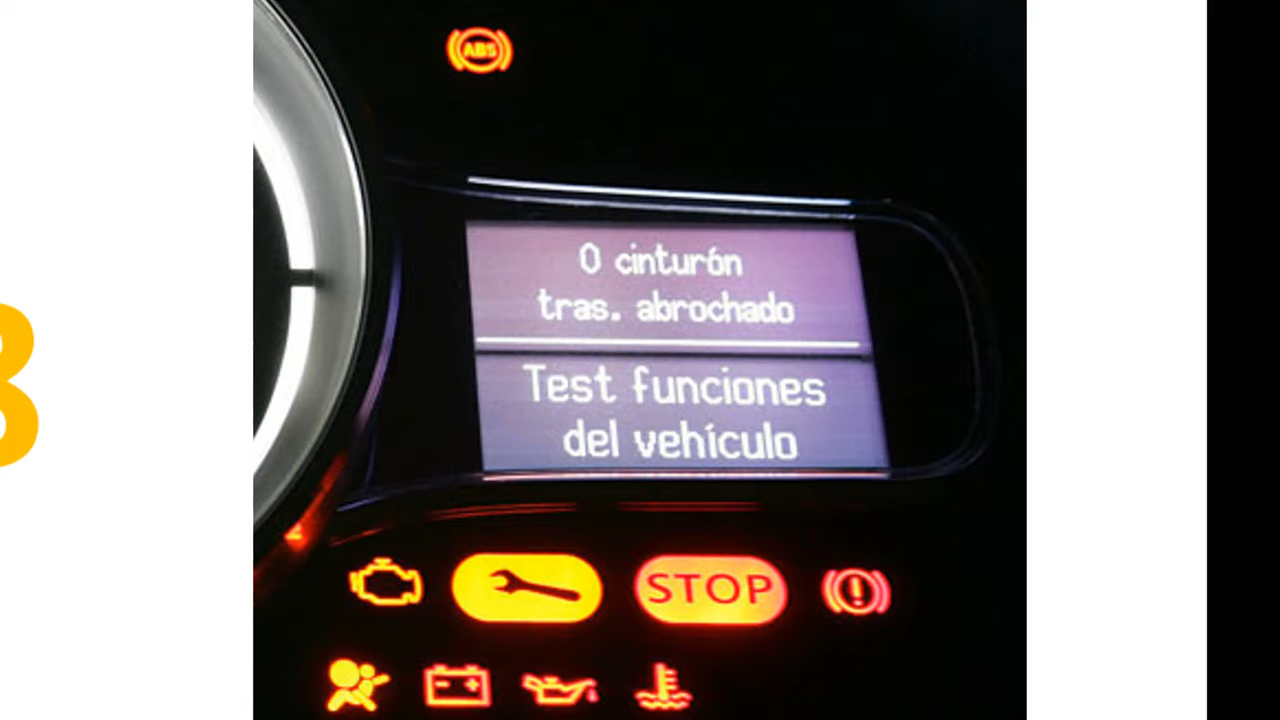 ABS
0 cinturón
tras. abrochado
Test funciones
del vehículo
STOP